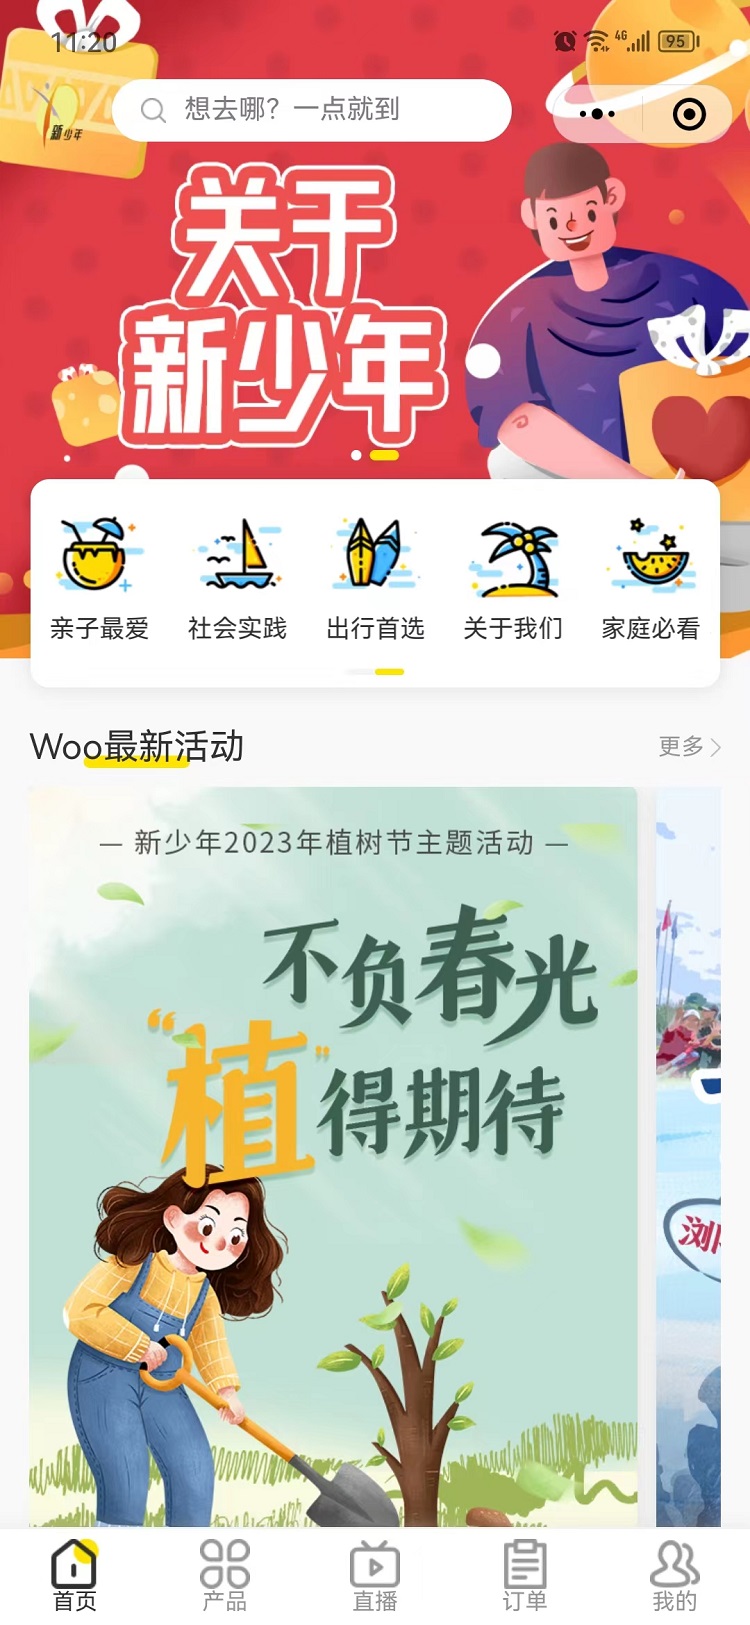 11:20
4G
95
新少年
想去哪？一点就到
关于
新少年
亲子最爱
社会实践
出行首选
关于我们
家庭必看
Woo最新活动
更多
— 新少年2023年植树节主题活动 —
不负春光
“植”得期待
浏
首页
产品
直播
订单
我的